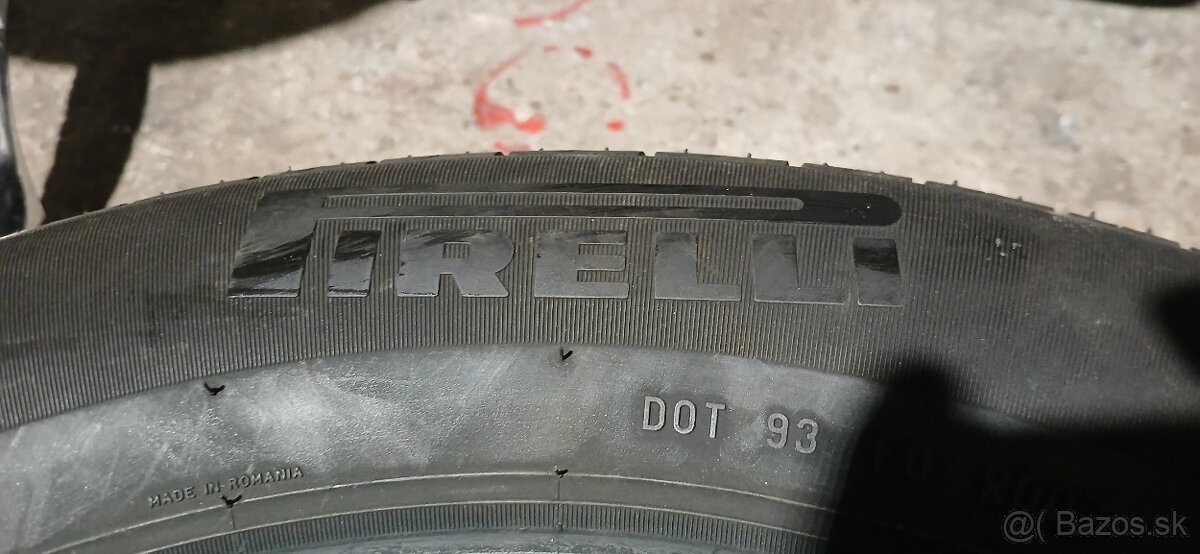 PIRELLI
DOT 93
MADE IN ROMANIA
@( Bazos.sk